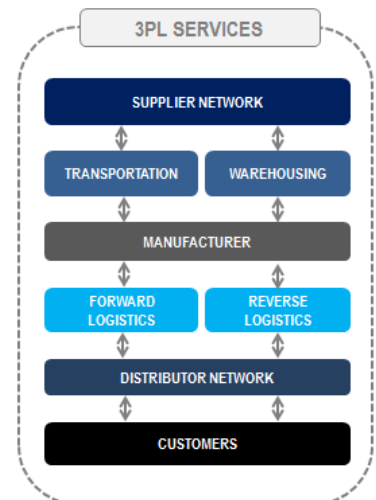 3PL SERVICES
SUPPLIER NETWORK
TRANSPORTATION
WAREHOUSING
MANUFACTURER
FORWARD
LOGISTICS
REVERSE
LOGISTICS
DISTRIBUTOR NETWORK
CUSTOMERS